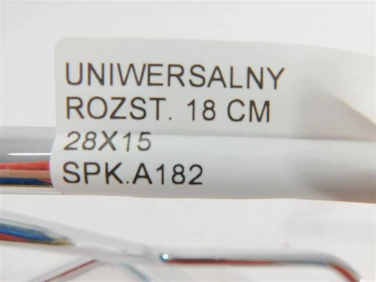 UNIWERSALNY
ROZST. 18 CM
28X15
SPK.A182